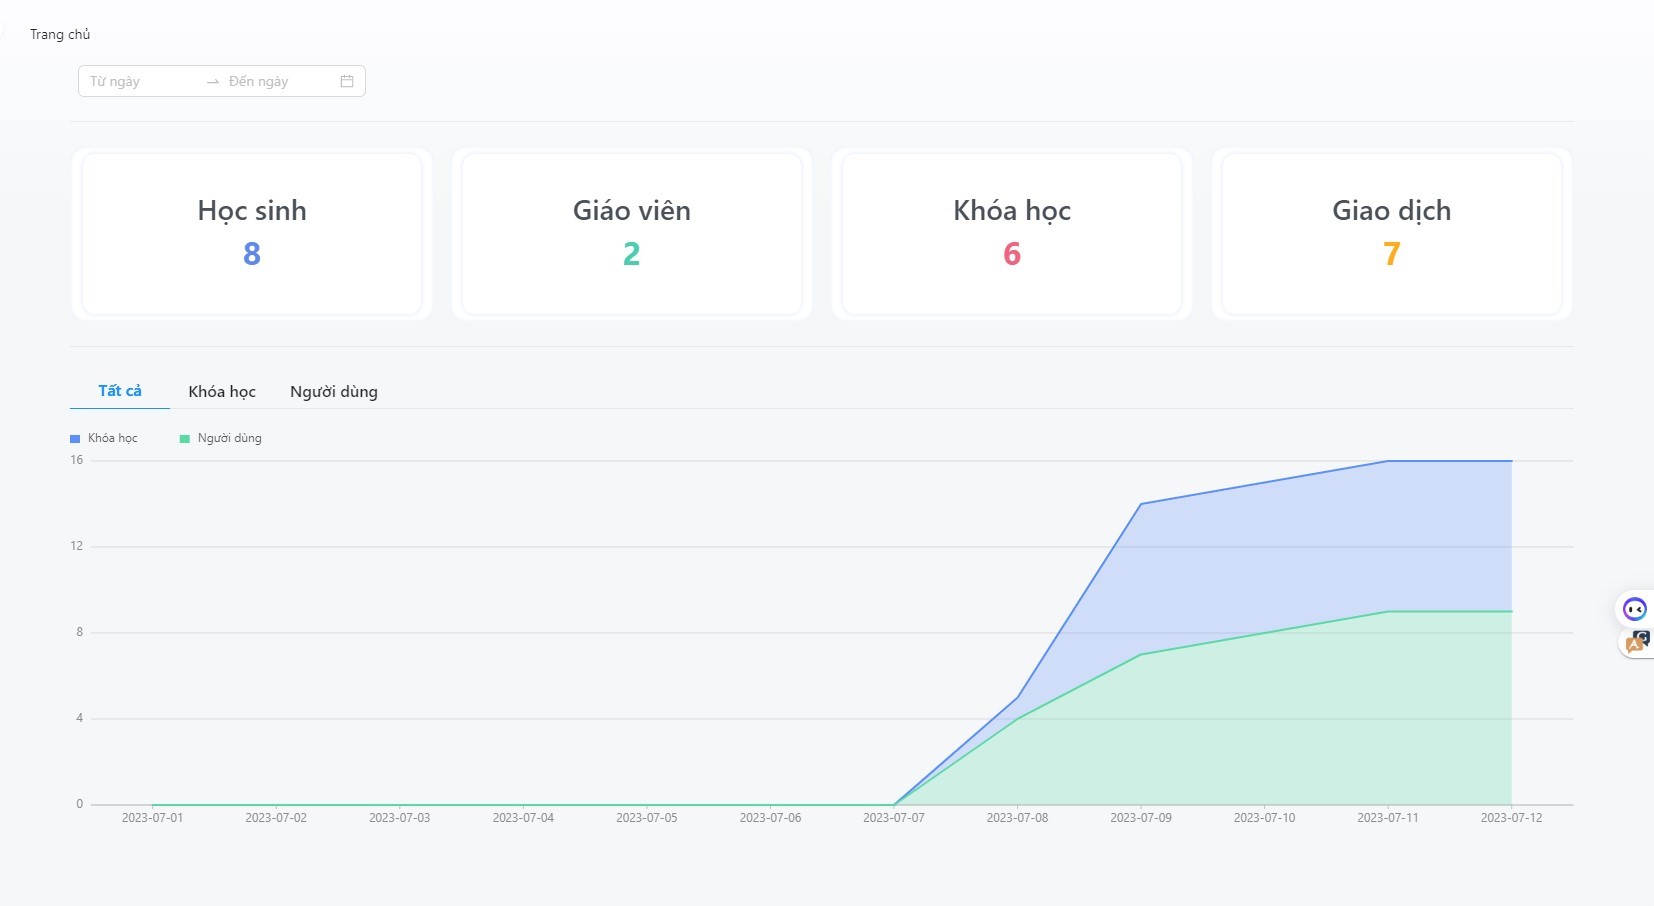 Trang chủ
Từ ngày → Đến ngày
Học sinh
8
Giáo viên
2
Khóa học
6
Giao dịch
7
Tất cả Khóa học Người dùng
Khóa học Người dùng
16
12
8
4
0
2023-07-01 2023-07-02 2023-07-03 2023-07-04 2023-07-05 2023-07-06 2023-07-07 2023-07-08 2023-07-09 2023-07-10 2023-07-11 2023-07-12